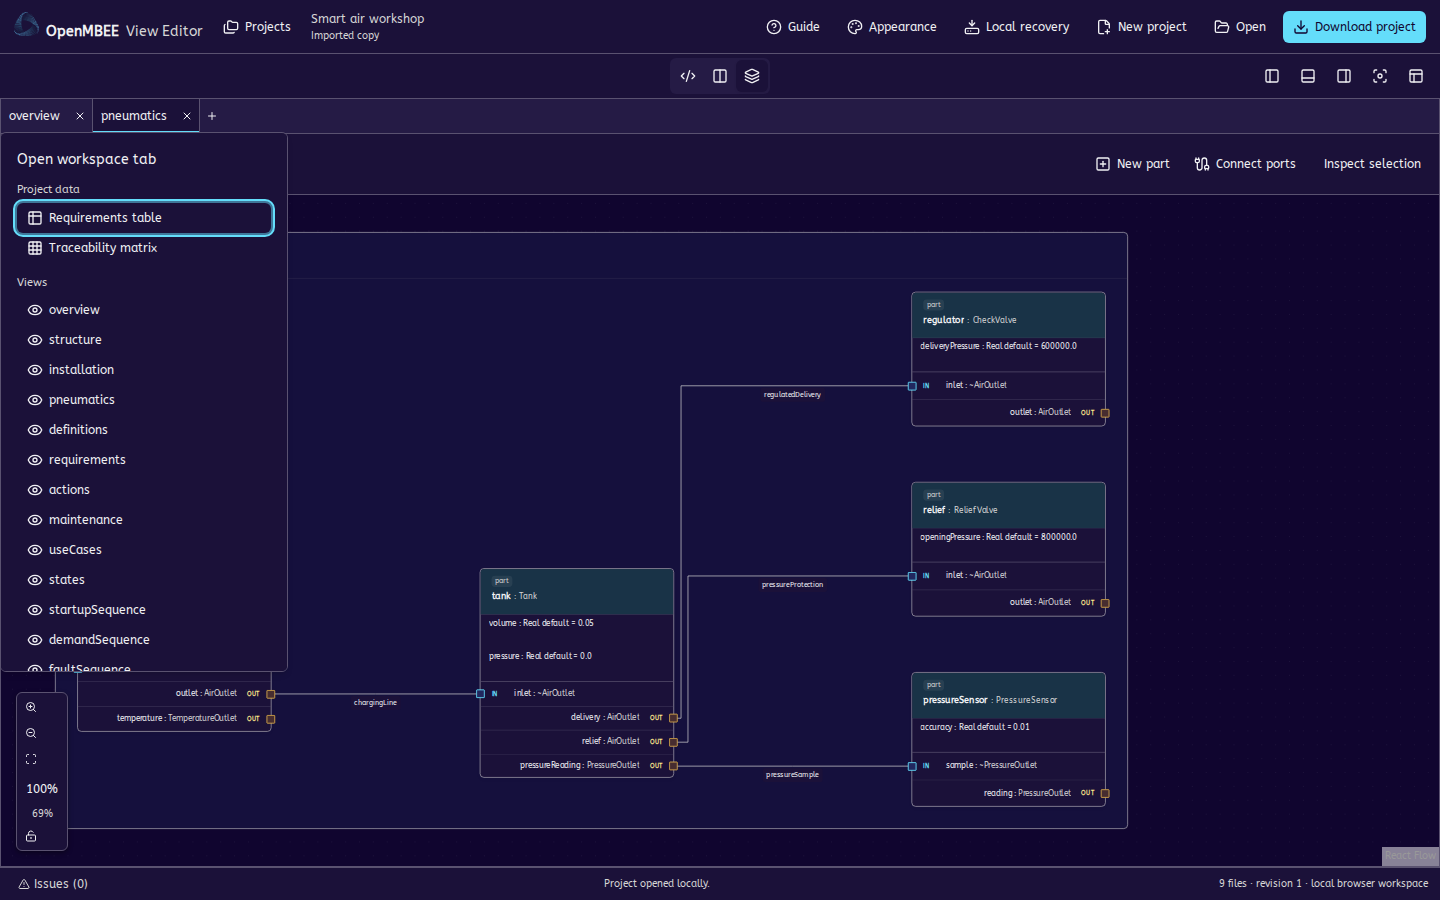 OpenMBEE View Editor
Projects
Smart air workshop
Imported copy
Guide
Appearance
Local recovery
New project
Open
Download project
overview
pneumatics
Open workspace tab
Project data
Requirements table
Traceability matrix
Views
overview
structure
installation
pneumatics
definitions
requirements
actions
maintenance
useCases
states
startupSequence
demandSequence
faultSequence
New part
Connect ports
Inspect selection
part
regulator : CheckValve
deliveryPressure : Real default = 600000.0
IN inlet : ~AirOutlet
outlet : AirOutlet OUT
regulatedDelivery
part
relief : ReliefValve
openingPressure : Real default = 800000.0
IN inlet : ~AirOutlet
outlet : AirOutlet OUT
pressureProtection
part
tank : Tank
volume : Real default = 0.05
pressure : Real default = 0.0
IN inlet : ~AirOutlet
delivery : AirOutlet OUT
relief : AirOutlet OUT
pressureReading : PressureOutlet OUT
outlet : AirOutlet OUT
temperature : TemperatureOutlet OUT
chargingLine
part
pressureSensor : PressureSensor
accuracy : Real default = 0.01
IN sample : ~PressureOutlet
reading : PressureOutlet OUT
pressureSample
100%
69%
React Flow
Issues (0)
Project opened locally.
9 files · revision 1 · local browser workspace